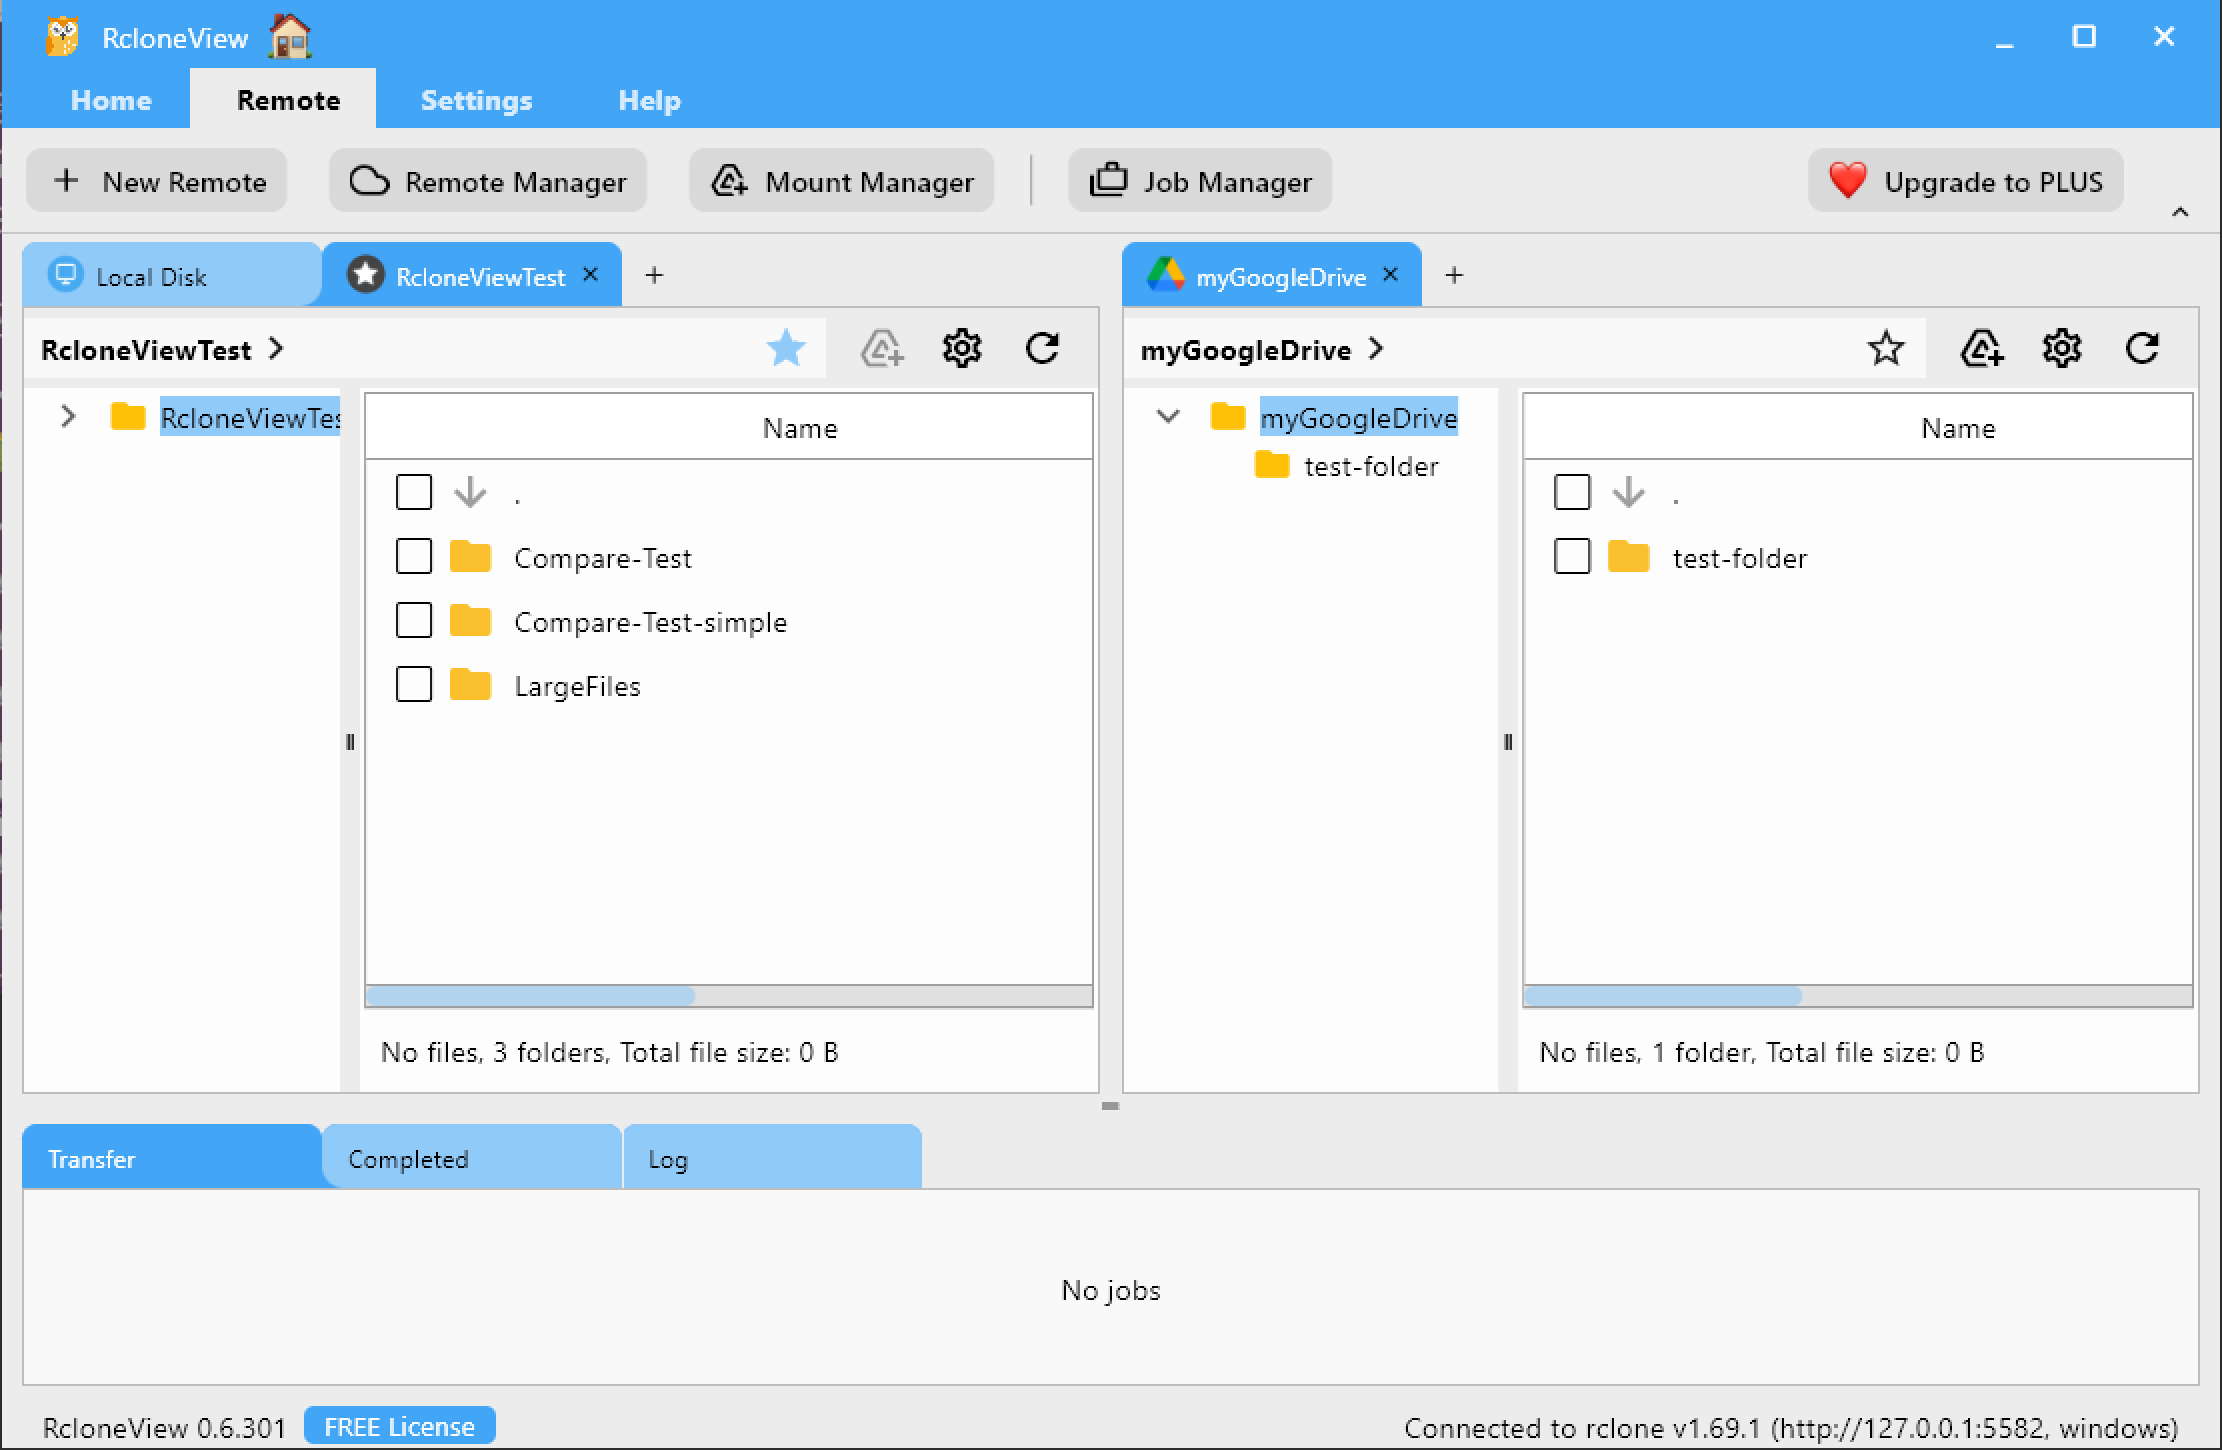 RcloneView
Home Remote Settings Help
New Remote Remote Manager Mount Manager Job Manager Upgrade to PLUS
Local Disk RcloneViewTest
RcloneViewTest
RcloneViewTes
Name
.
Compare-Test
Compare-Test-simple
LargeFiles
No files, 3 folders, Total file size: 0 B
myGoogleDrive
myGoogleDrive
myGoogleDrive
test-folder
Name
.
test-folder
No files, 1 folder, Total file size: 0 B
Transfer Completed Log
No jobs
RcloneView 0.6.301 FREE License Connected to rclone v1.69.1 (http://127.0.0.1:5582, windows)